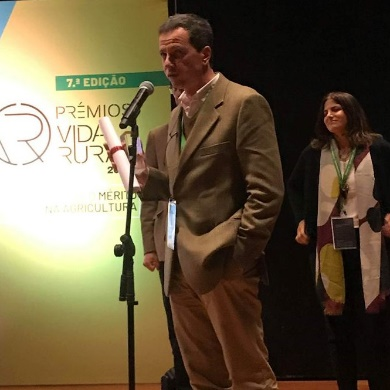 7.ª EDIÇÃO
PRÉMIOS
VIDA
RURAL
MÉRITO
NA AGRICULTURA